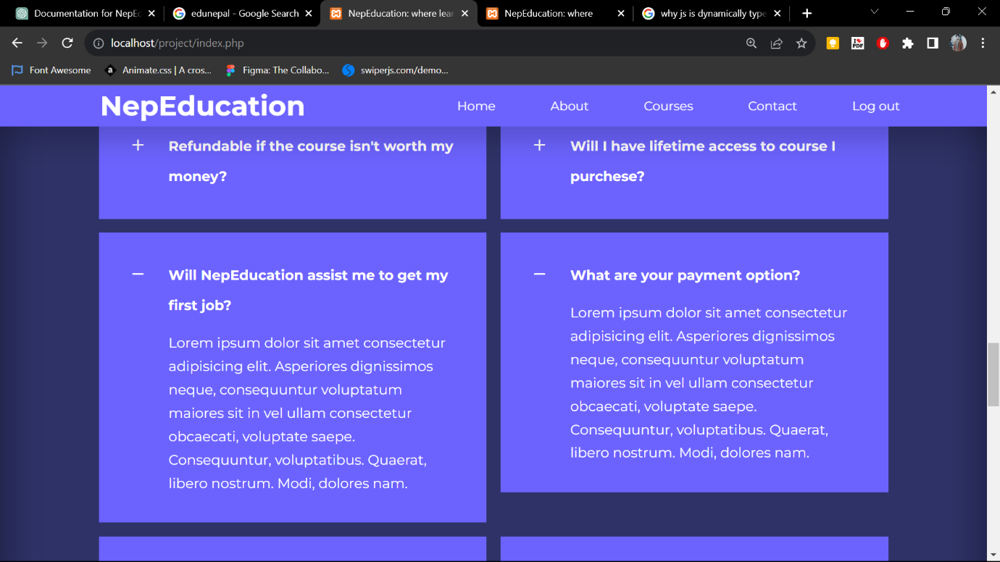 Documentation for NepE
edunepal - Google Search
NepEducation: where lear
NepEducation: where
why js is dynamically type
localhost/project/index.php
Font Awesome
Animate.css | A cros...
Figma: The Collabo...
swiperjs.com/demo...
NepEducation
Home
About
Courses
Contact
Log out
+ Refundable if the course isn't worth my
money?
+ Will I have lifetime access to course I
purchese?
− Will NepEducation assist me to get my
first job?
Lorem ipsum dolor sit amet consectetur
adipisicing elit. Asperiores dignissimos
neque, consequuntur voluptatum
maiores sit in vel ullam consectetur
obcaecati, voluptate saepe.
Consequuntur, voluptatibus. Quaerat,
libero nostrum. Modi, dolores nam.
− What are your payment option?
Lorem ipsum dolor sit amet consectetur
adipisicing elit. Asperiores dignissimos
neque, consequuntur voluptatum
maiores sit in vel ullam consectetur
obcaecati, voluptate saepe.
Consequuntur, voluptatibus. Quaerat,
libero nostrum. Modi, dolores nam.